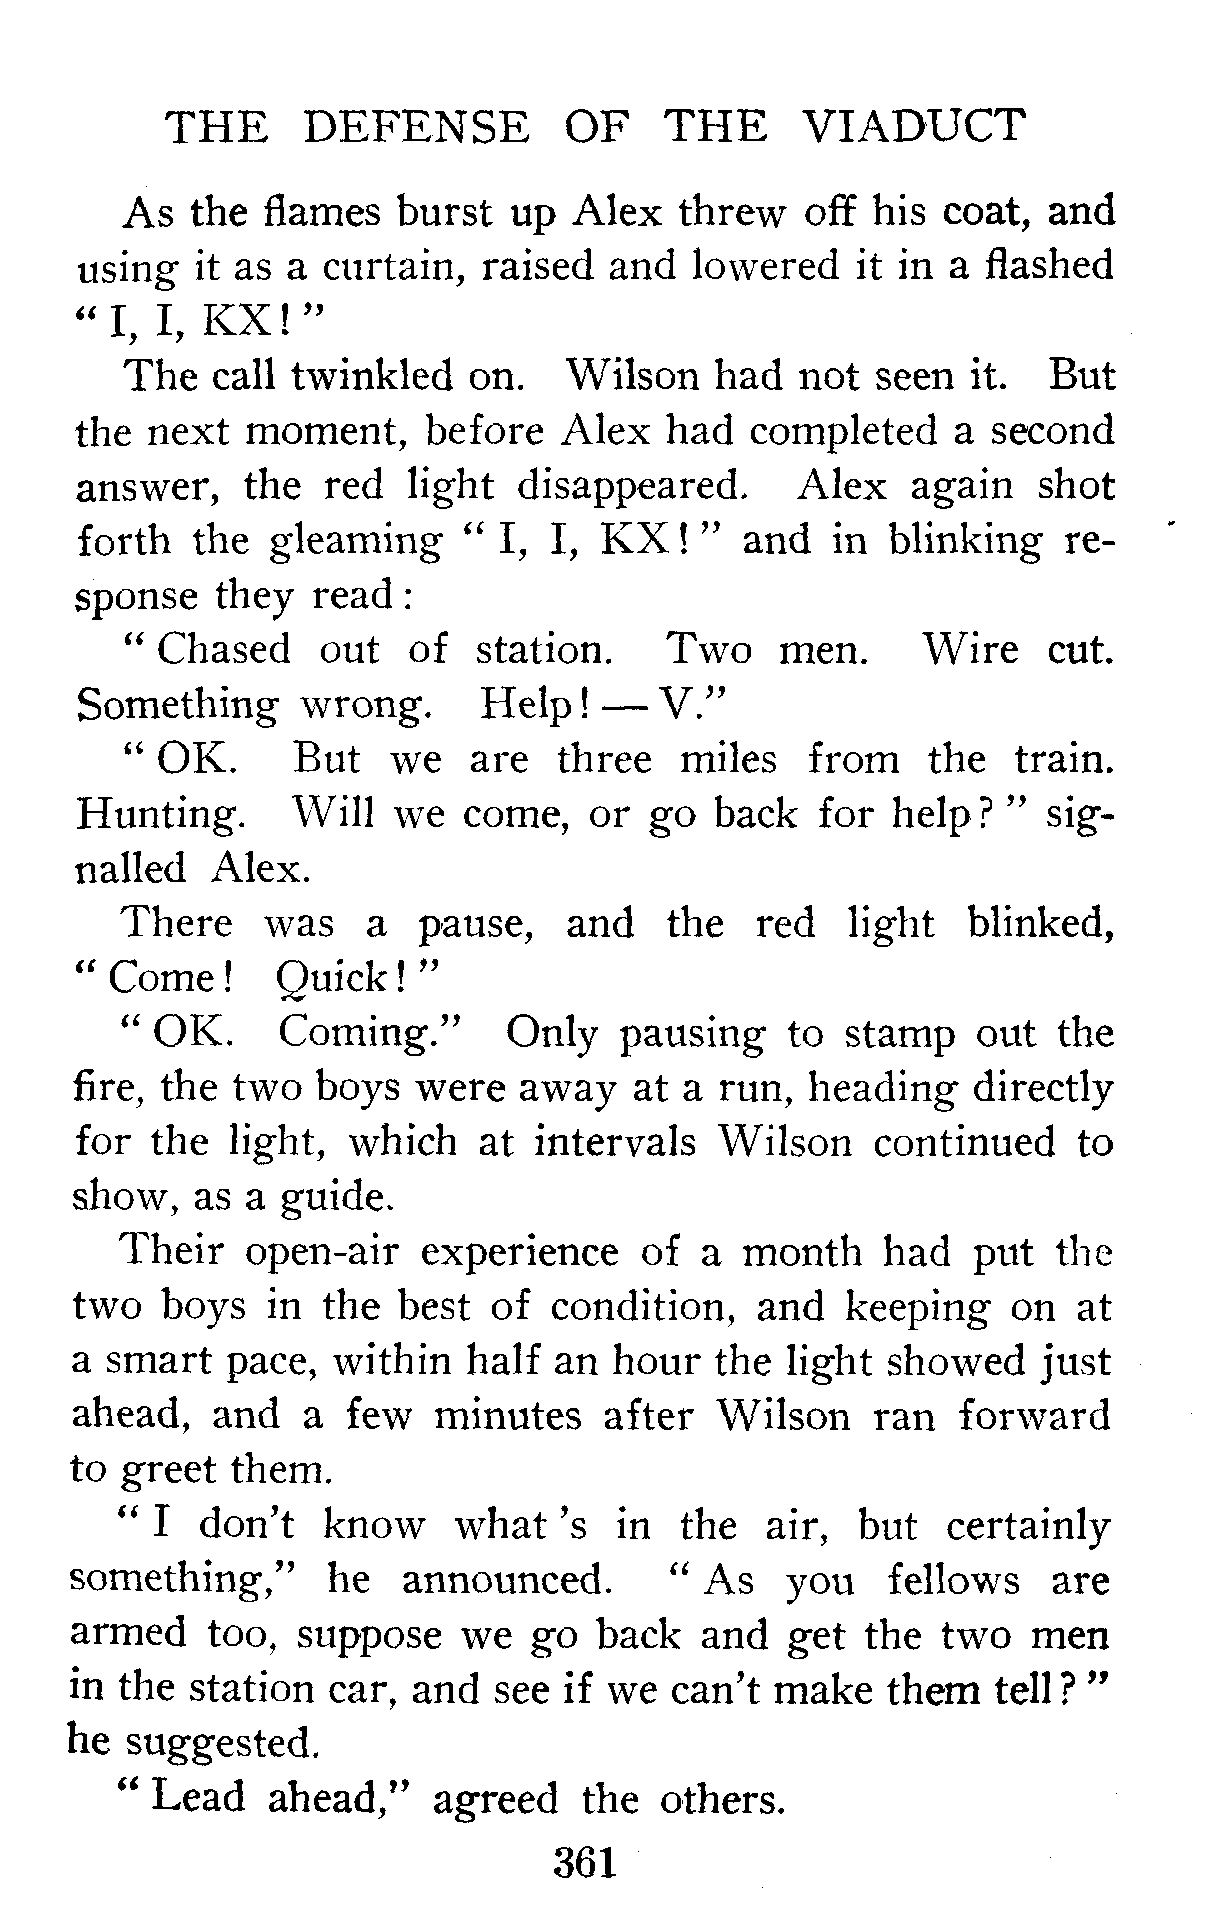 THE DEFENSE OF THE VIADUCT
As the flames burst up Alex threw off his coat, and
using it as a curtain, raised and lowered it in a flashed
“ I, I, KX! ”
The call twinkled on. Wilson had not seen it. But
the next moment, before Alex had completed a second
answer, the red light disappeared. Alex again shot
forth the gleaming “ I, I, KX! ” and in blinking re-
sponse they read :
“ Chased out of station. Two men. Wire cut.
Something wrong. Help! — V.”
“ OK. But we are three miles from the train.
Hunting. Will we come, or go back for help? ” sig-
nalled Alex.
There was a pause, and the red light blinked,
“ Come! Quick! ”
“ OK. Coming.” Only pausing to stamp out the
fire, the two boys were away at a run, heading directly
for the light, which at intervals Wilson continued to
show, as a guide.
Their open-air experience of a month had put the
two boys in the best of condition, and keeping on at
a smart pace, within half an hour the light showed just
ahead, and a few minutes after Wilson ran forward
to greet them.
“ I don't know what 's in the air, but certainly
something,” he announced. “ As you fellows are
armed too, suppose we go back and get the two men
in the station car, and see if we can't make them tell? ”
he suggested.
“ Lead ahead,” agreed the others.
361